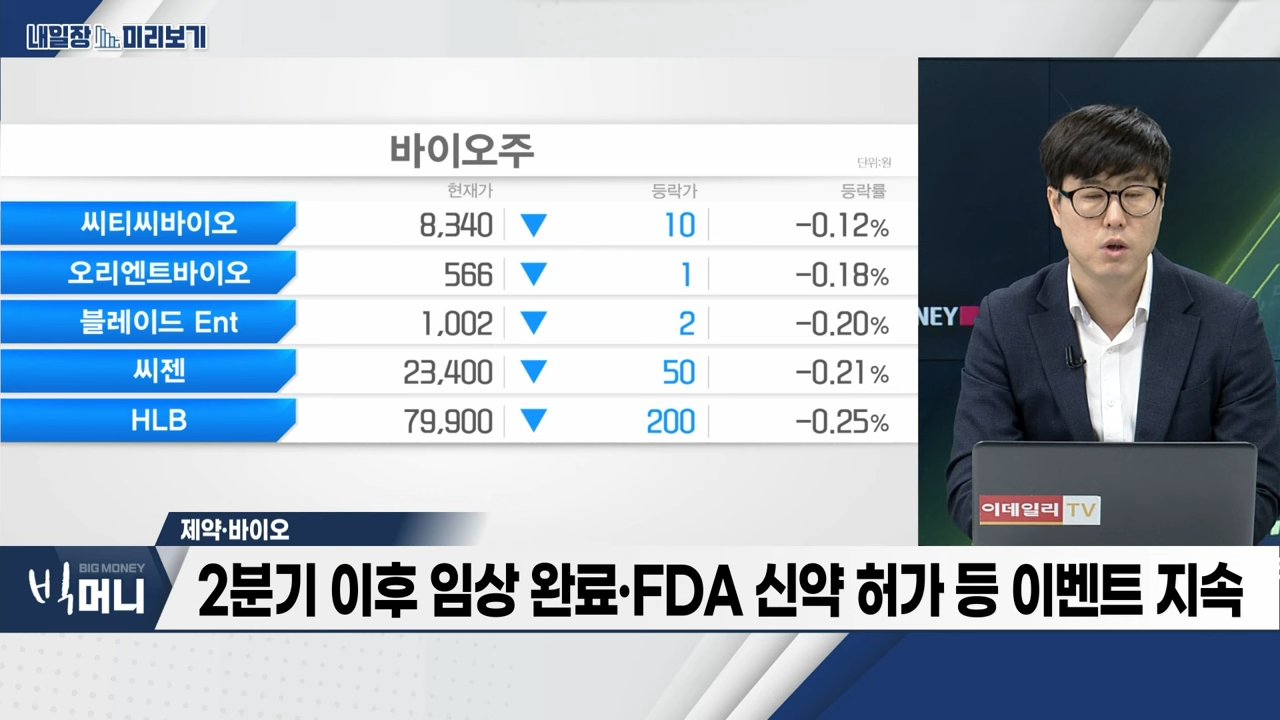 내일장 미리보기
바이오주
단위:원
현재가 등락가 등락률
씨티씨바이오 8,340 ▼ 10 -0.12%
오리엔트바이오 566 ▼ 1 -0.18%
블레이드 Ent 1,002 ▼ 2 -0.20%
씨젠 23,400 ▼ 50 -0.21%
HLB 79,900 ▼ 200 -0.25%
NEY
이데일리 TV
제약·바이오
BIG MONEY
빅머니
2분기 이후 임상 완료·FDA 신약 허가 등 이벤트 지속